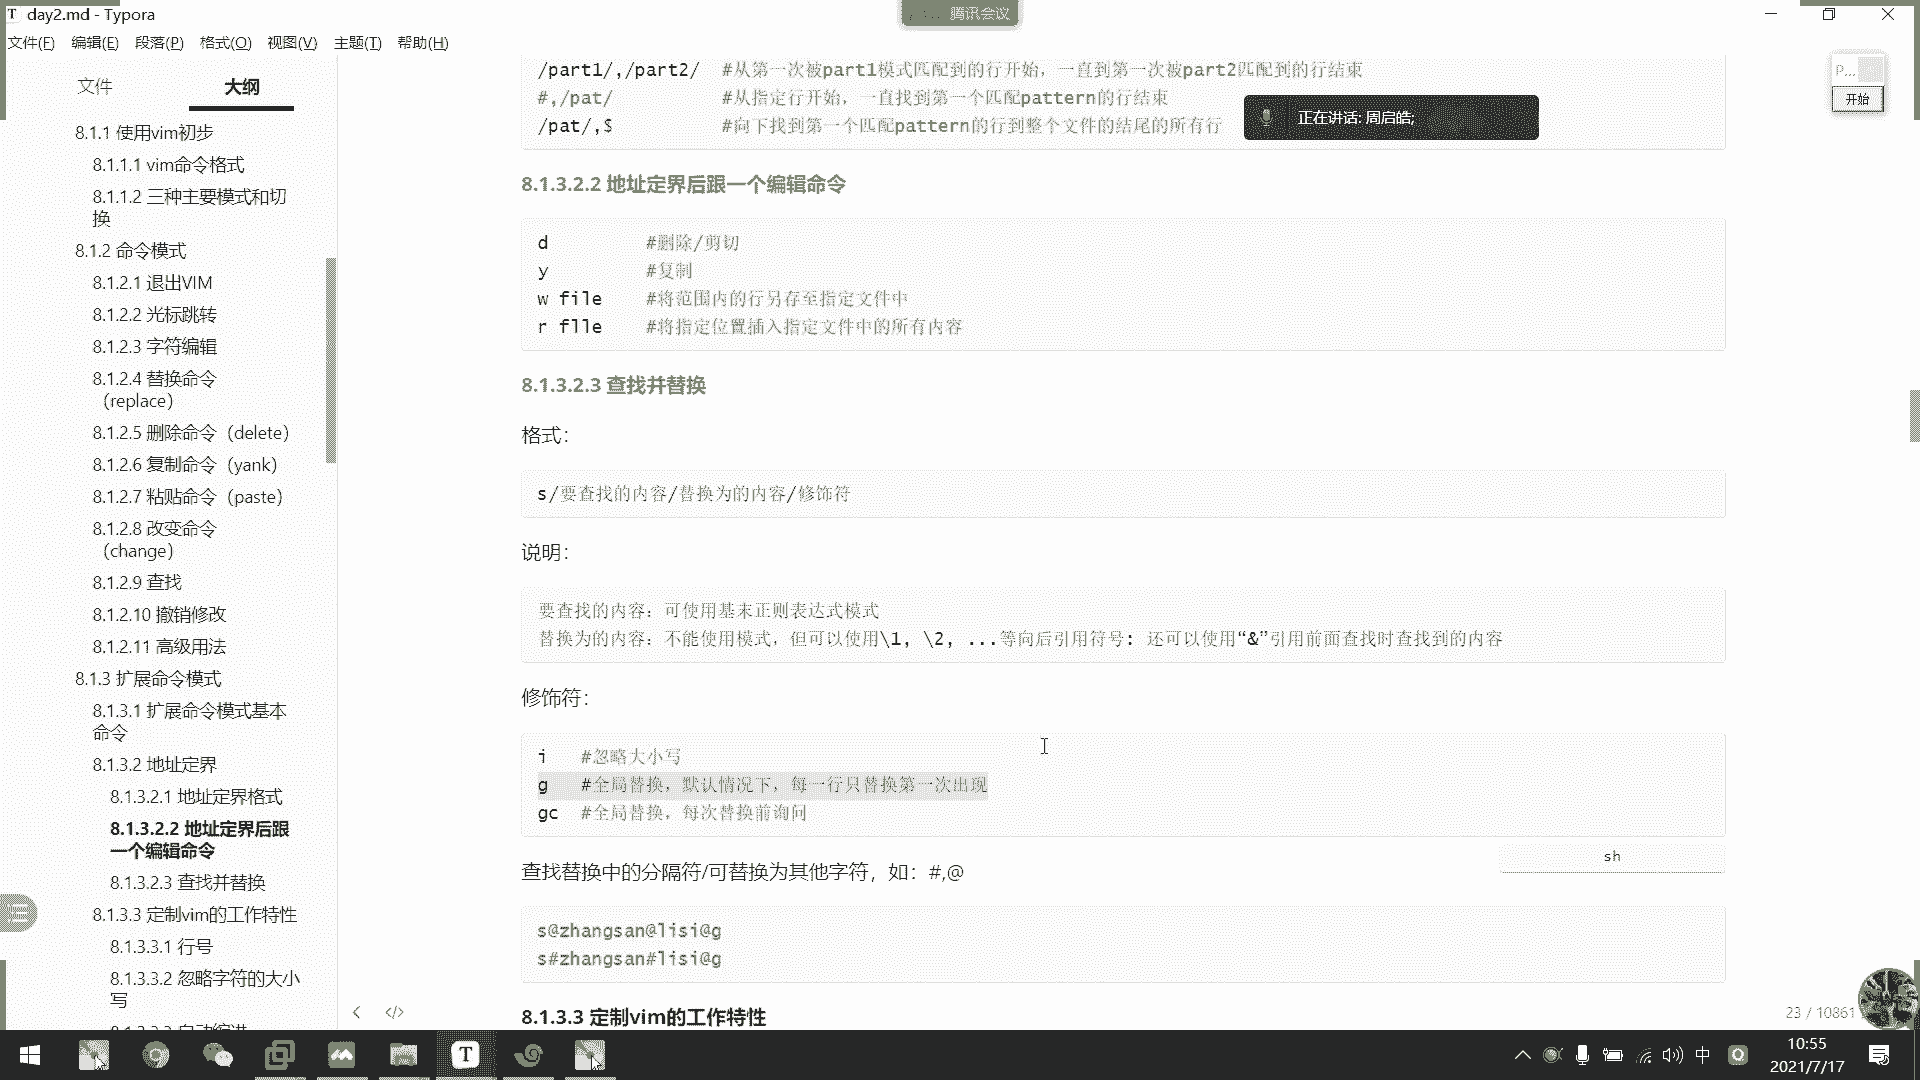 day2.md - Typora
腾讯会议
文件(F) 编辑(E) 段落(P) 格式(O) 视图(V) 主题(T) 帮助(H)
文件 大纲
8.1.1 使用vim初步
8.1.1.1 vim命令格式
8.1.1.2 三种主要模式和切
换
8.1.2 命令模式
8.1.2.1 退出VIM
8.1.2.2 光标跳转
8.1.2.3 字符编辑
8.1.2.4 替换命令
（replace）
8.1.2.5 删除命令（delete）
8.1.2.6 复制命令（yank）
8.1.2.7 粘贴命令（paste）
8.1.2.8 改变命令
（change）
8.1.2.9 查找
8.1.2.10 撤销修改
8.1.2.11 高级用法
8.1.3 扩展命令模式
8.1.3.1 扩展命令模式基本
命令
8.1.3.2 地址定界
8.1.3.2.1 地址定界格式
8.1.3.2.2 地址定界后跟
一个编辑命令
8.1.3.2.3 查找并替换
8.1.3.3 定制vim的工作特性
8.1.3.3.1 行号
8.1.3.3.2 忽略字符的大小
写
/part1/,/part2/ #从第一次被part1模式匹配到的行开始，一直到第一次被part2匹配到的行结束
#,/pat/ #从指定行开始，一直找到第一个匹配pattern的行结束
/pat/,$ #向下找到第一个匹配pattern的行到整个文件的结尾的所有行
正在讲话: 周启皓;
P...
开始
8.1.3.2.2 地址定界后跟一个编辑命令
d #删除/剪切
y #复制
w file #将范围内的行另存至指定文件中
r file #将指定位置插入指定文件中的所有内容
8.1.3.2.3 查找并替换
格式：
s/要查找的内容/替换为的内容/修饰符
说明：
要查找的内容：可使用基末正则表达式模式
替换为的内容：不能使用模式，但可以使用\1, \2, ...等向后引用符号；还可以使用“&”引用前面查找时查找到的内容
修饰符：
i #忽略大小写
g #全局替换，默认情况下，每一行只替换第一次出现
gc #全局替换，每次替换前询问
sh
查找替换中的分隔符/可替换为其他字符，如：#,@
s@zhangsan@lisi@g
s#zhangsan#lisi@g
8.1.3.3 定制vim的工作特性
23 / 10861
中
10:55
2021/7/17